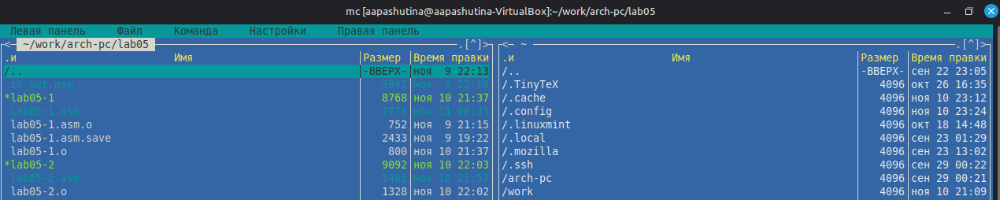 mc [aapashutina@aapashutina-VirtualBox]:~/work/arch-pc/lab05
Левая панель Файл Команда Настройки Правая панель
<─ ~/work/arch-pc/lab05 .[^]> <─ ~ .[^]>
.и Имя Размер Время правки .и Имя Размер Время правки
/.. -ВВЕРХ- ноя 9 22:13 /.. -ВВЕРХ- сен 22 23:05
in_out.asm 3942 ноя 9 22:10 /.TinyTeX 4096 окт 26 16:35
*lab05-1 8768 ноя 10 21:37 /.cache 4096 ноя 10 23:12
lab05-1.asm 2773 ноя 11 00:33 /.config 4096 ноя 10 23:24
lab05-1.asm.o 752 ноя 9 21:15 /.linuxmint 4096 окт 18 14:48
lab05-1.asm.save 2433 ноя 9 19:22 /.local 4096 сен 23 01:29
lab05-1.o 800 ноя 10 21:37 /.mozilla 4096 сен 23 13:02
*lab05-2 9092 ноя 10 22:03 /.ssh 4096 сен 29 00:22
lab05-2.asm 1481 ноя 10 21:53 /arch-pc 4096 сен 29 00:21
lab05-2.o 1328 ноя 10 22:02 /work 4096 ноя 10 21:09